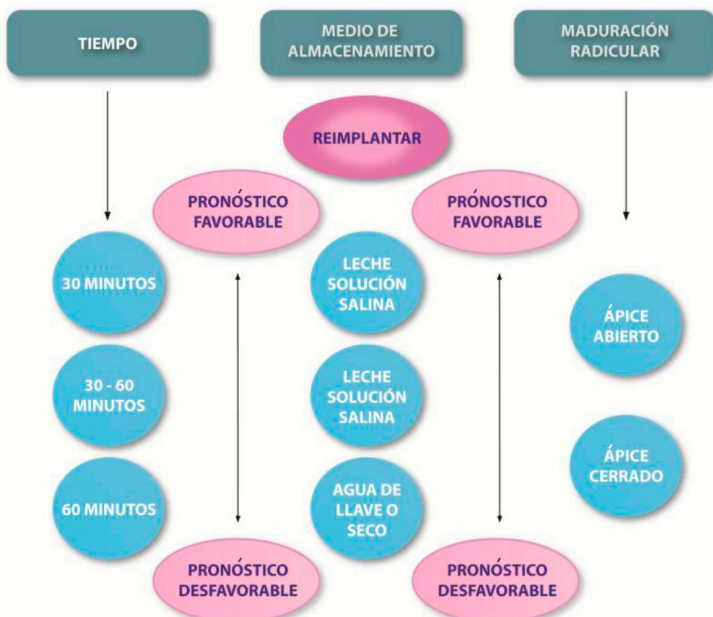 TIEMPO
MEDIO DE
ALMACENAMIENTO
MADURACIÓN
RADICULAR
REIMPLANTAR
PRONÓSTICO
FAVORABLE
PRÓNÓSTICO
FAVORABLE
30 MINUTOS
LECHE
SOLUCIÓN
SALINA
ÁPICE
ABIERTO
30 - 60
MINUTOS
LECHE
SOLUCIÓN
SALINA
ÁPICE
CERRADO
60 MINUTOS
AGUA DE
LLAVE O
SECO
PRONÓSTICO
DESFAVORABLE
PRONÓSTICO
DESFAVORABLE